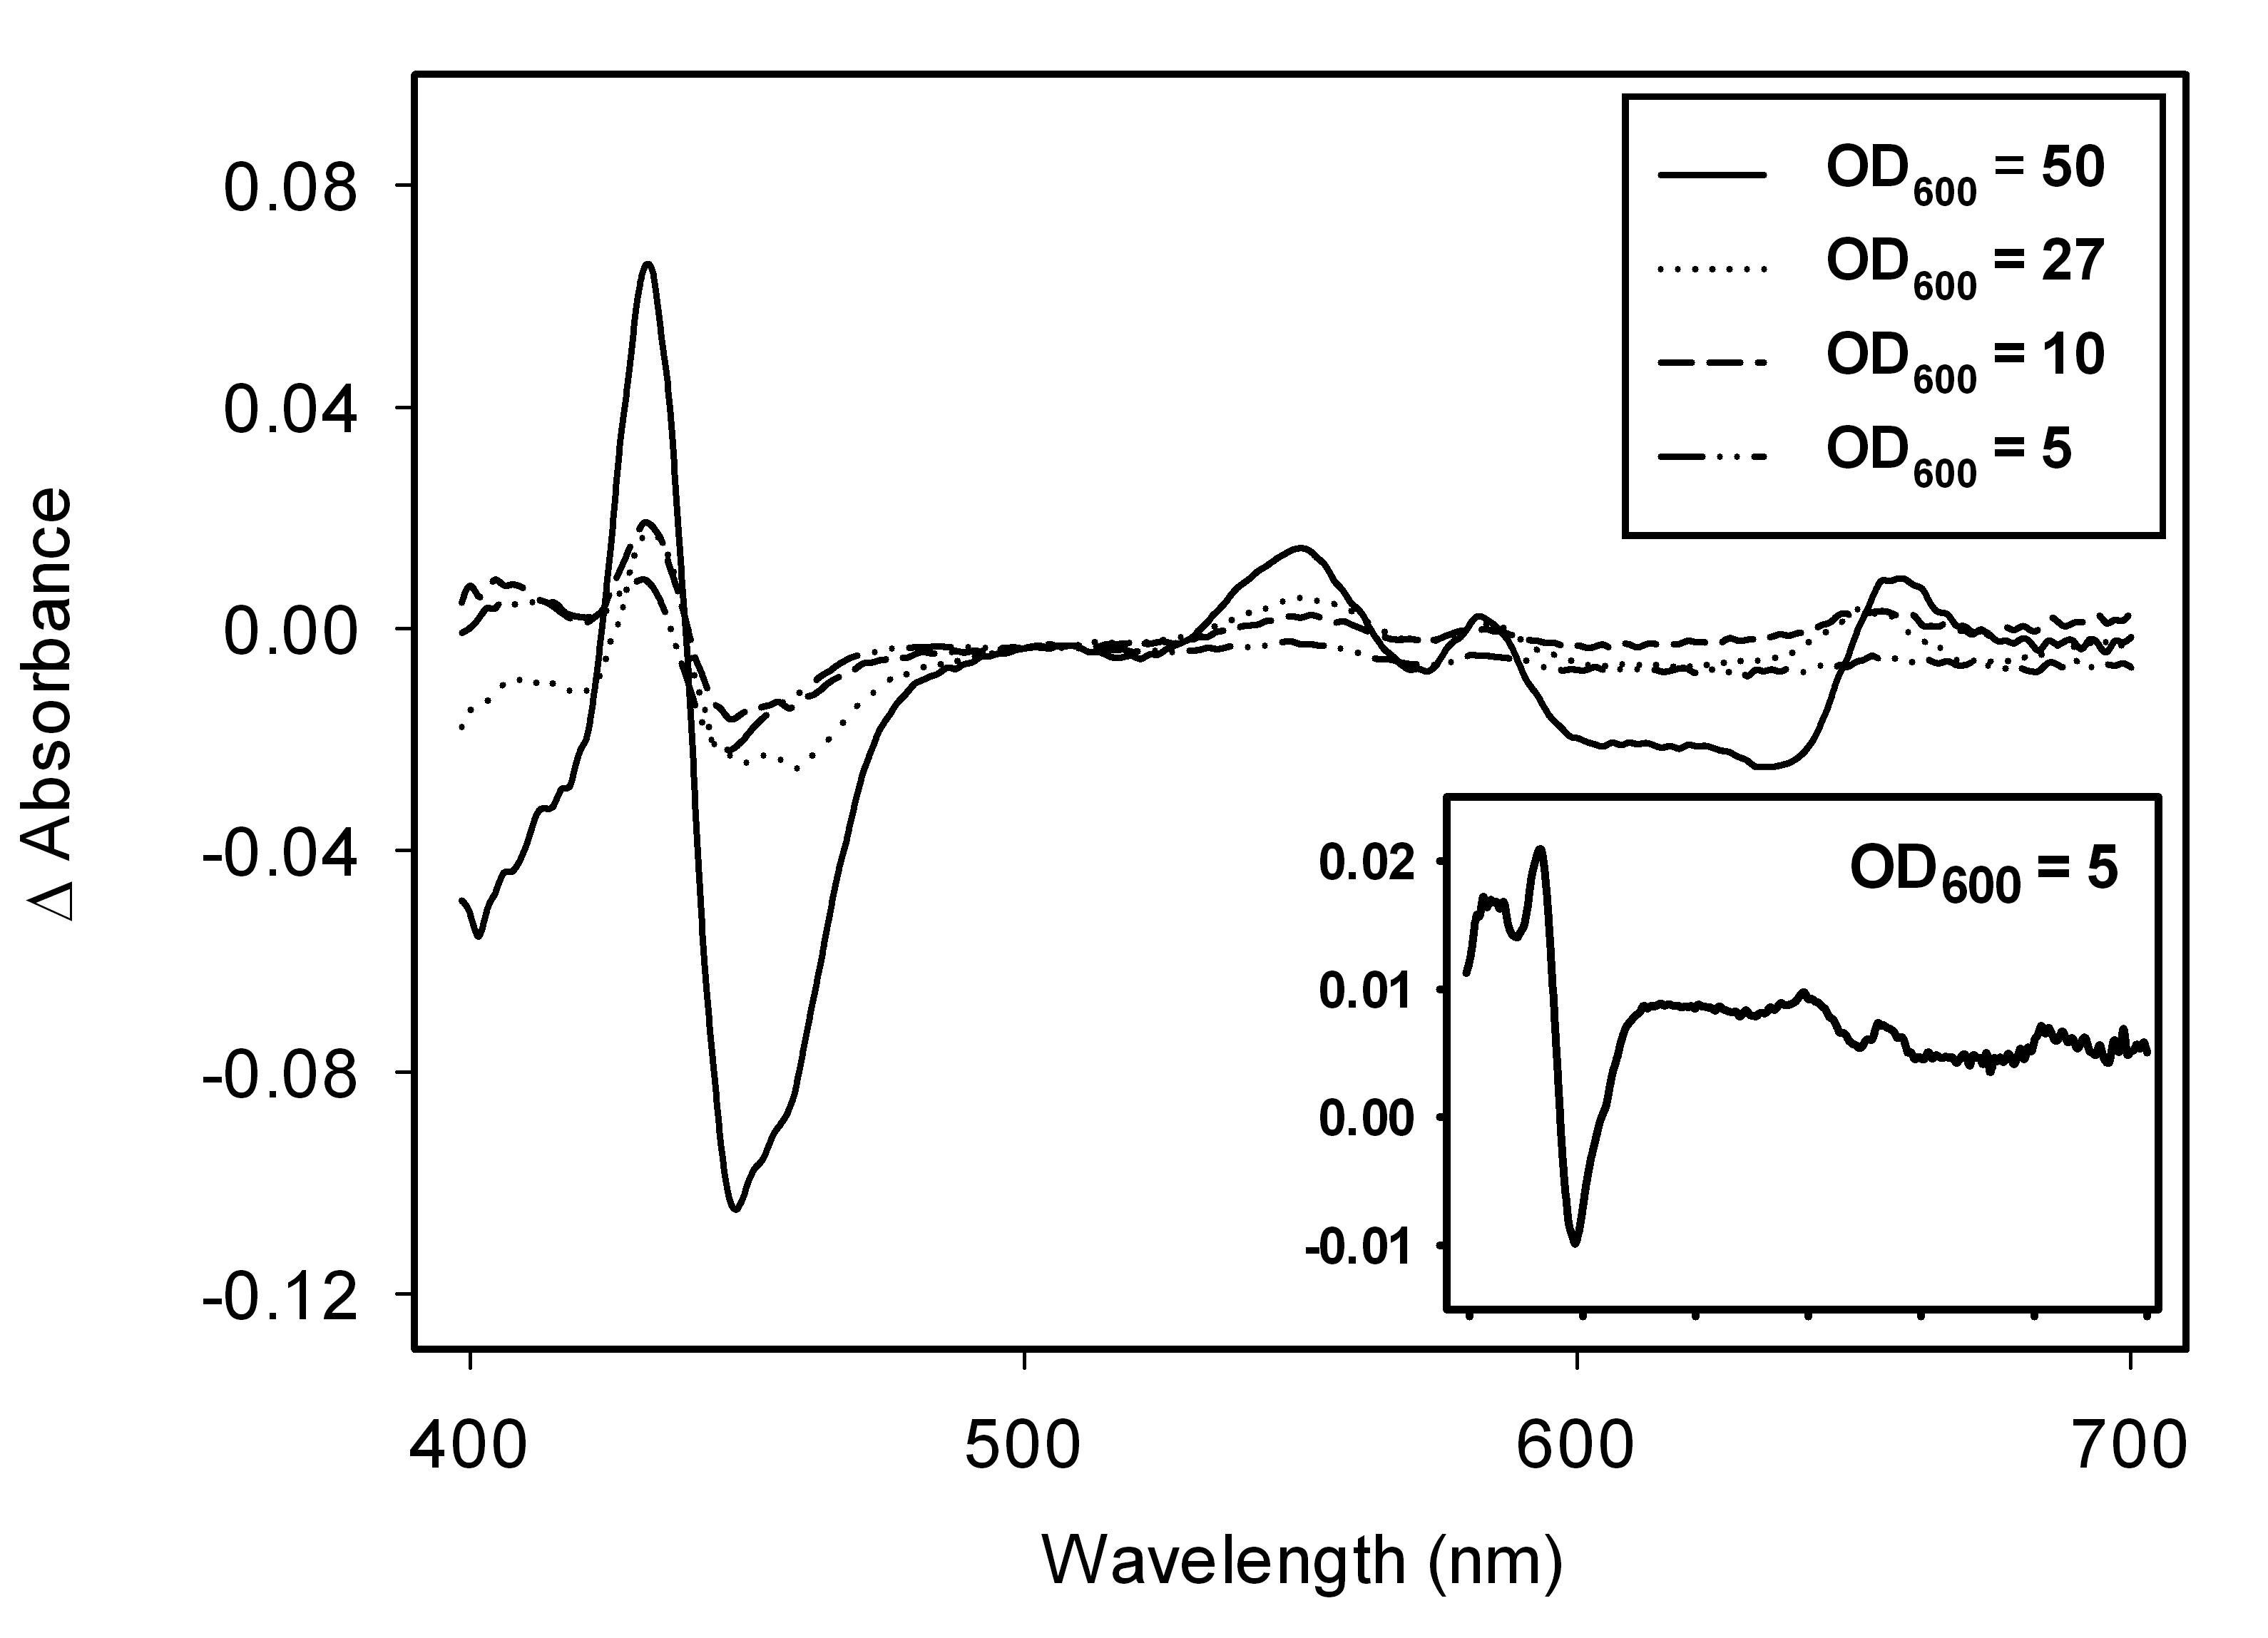 0.08
0.04
0.00
-0.04
-0.08
-0.12
Δ Absorbance
OD600 = 50
OD600 = 27
OD600 = 10
OD600 = 5
OD600 = 5
0.02
0.01
0.00
-0.01
400 500 600 700
Wavelength (nm)